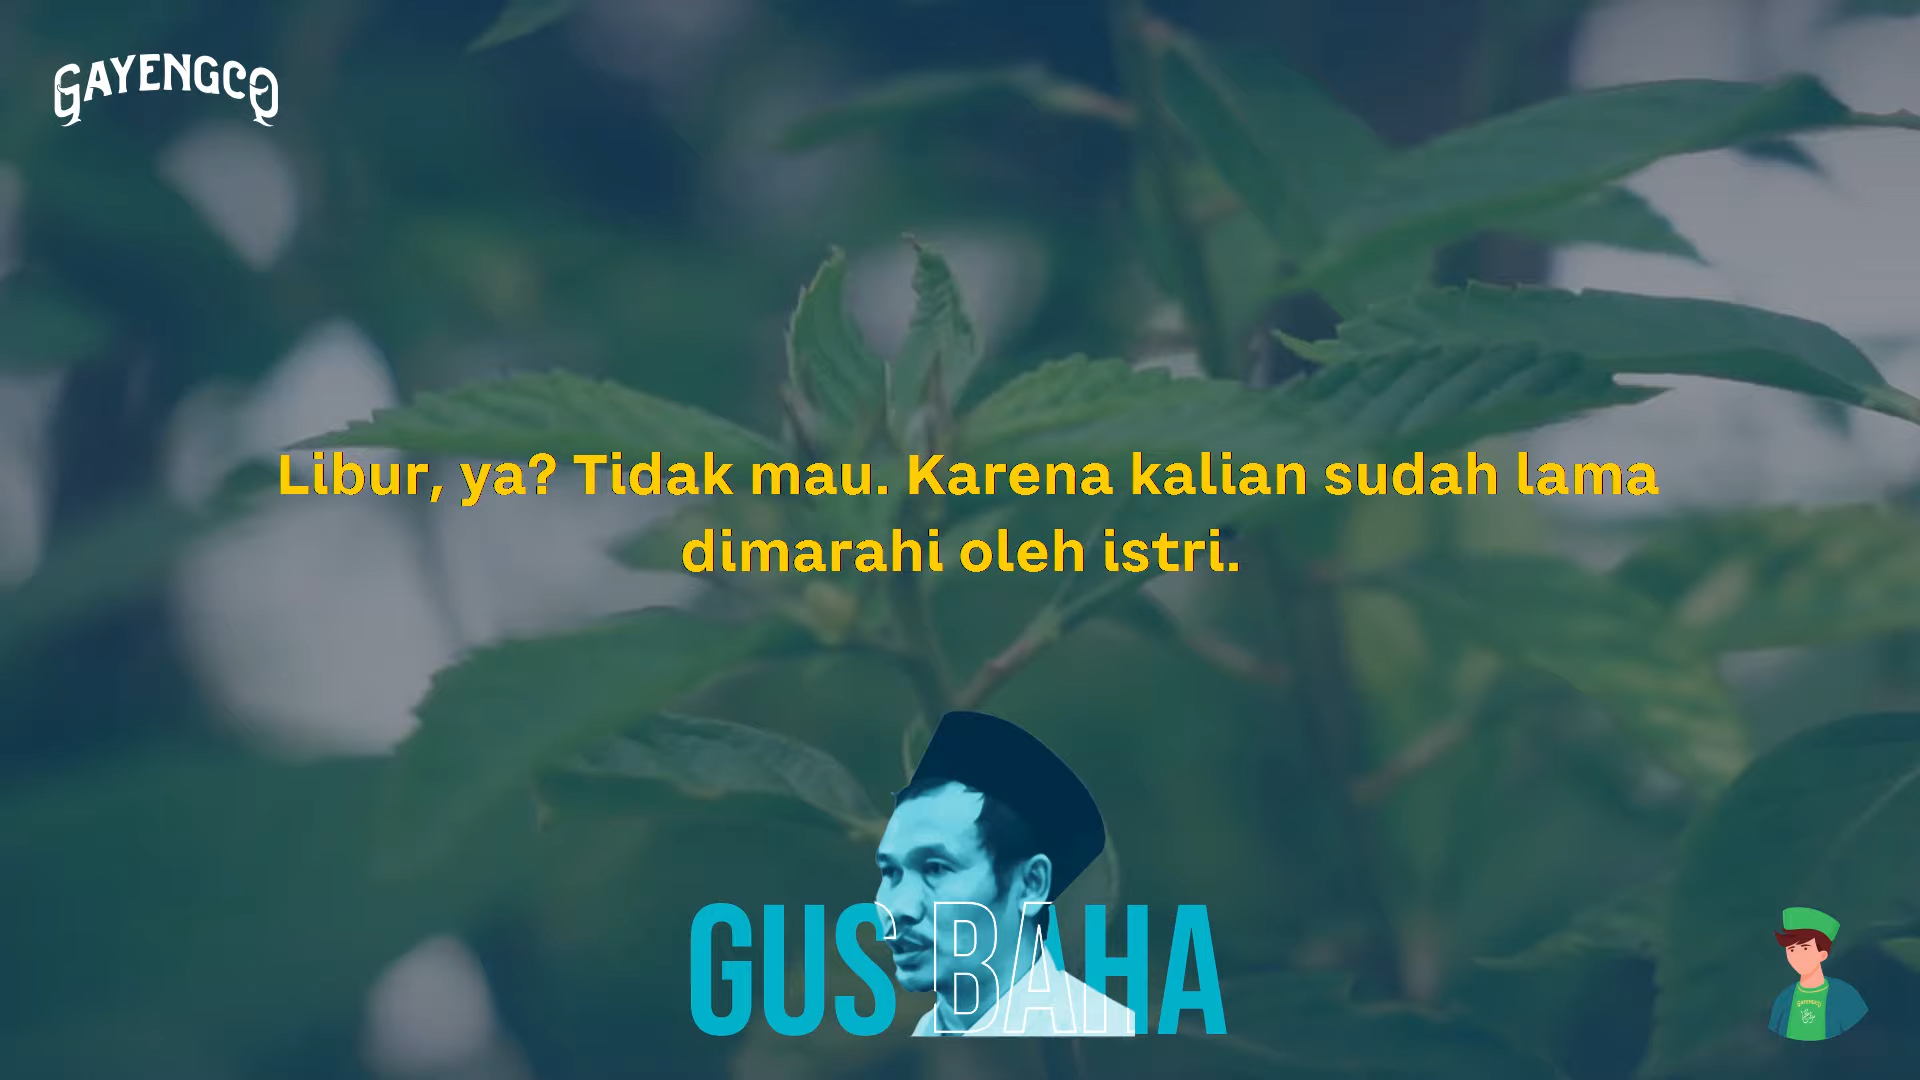 GAYENGCO
Libur, ya? Tidak mau. Karena kalian sudah lama
dimarahi oleh istri.
GUS BAHA